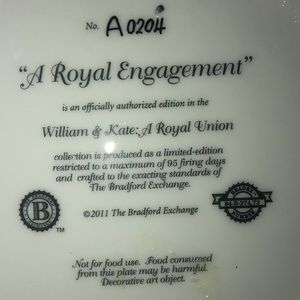 No. A0204
"A Royal Engagement"
is an officially authorized edition in the
William & Kate: A Royal Union
collection is produced as a limited-edition
restricted to a maximum of 95 firing days
and crafted to the exacting standards of
The Bradford Exchange.
B
TM
©2011 The Bradford Exchange
Not for food use. Food consumed
from this plate may be harmful.
Decorative art object.